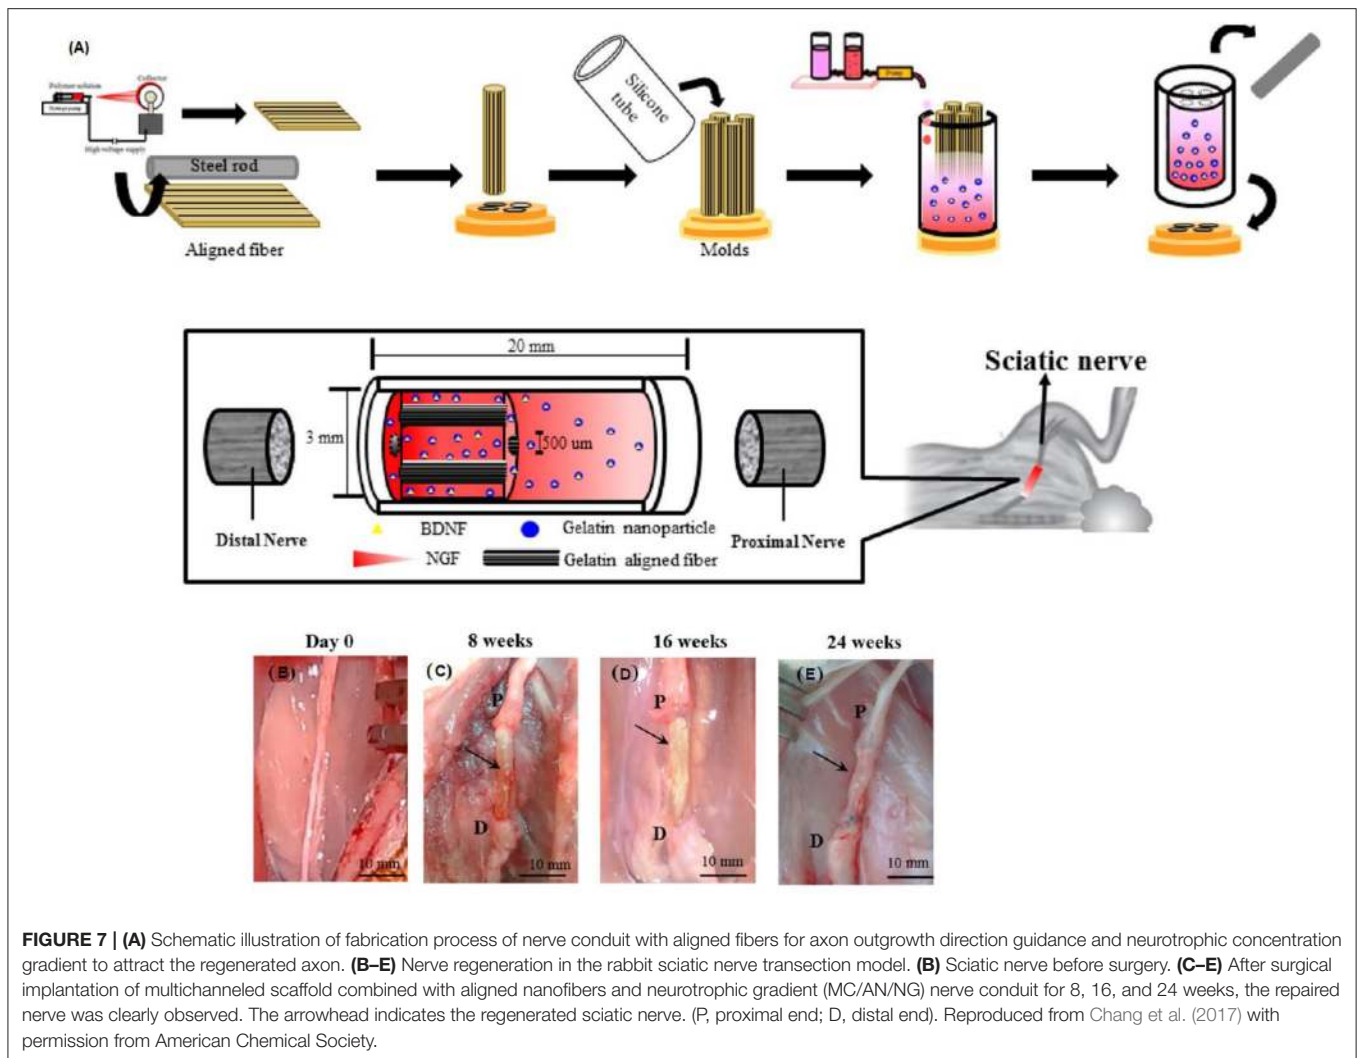 (A)
Polymer solution
Collector
High voltage supply
Steel rod
Aligned fiber
Silicone
tube
Molds
Pump
20 mm
3 mm
500 um
Distal Nerve
Proximal Nerve
BDNF
Gelatin nanoparticle
NGF
Gelatin aligned fiber
Sciatic nerve
Day 0
8 weeks
16 weeks
24 weeks
(B)
10 mm
(C)
P
D
10 mm
(D)
P
D
10 mm
(E)
P
D
10 mm
FIGURE 7 | (A) Schematic illustration of fabrication process of nerve conduit with aligned fibers for axon outgrowth direction guidance and neurotrophic concentration
gradient to attract the regenerated axon. (B–E) Nerve regeneration in the rabbit sciatic nerve transection model. (B) Sciatic nerve before surgery. (C–E) After surgical
implantation of multichanneled scaffold combined with aligned nanofibers and neurotrophic gradient (MC/AN/NG) nerve conduit for 8, 16, and 24 weeks, the repaired
nerve was clearly observed. The arrowhead indicates the regenerated sciatic nerve. (P, proximal end; D, distal end). Reproduced from Chang et al. (2017) with
permission from American Chemical Society.